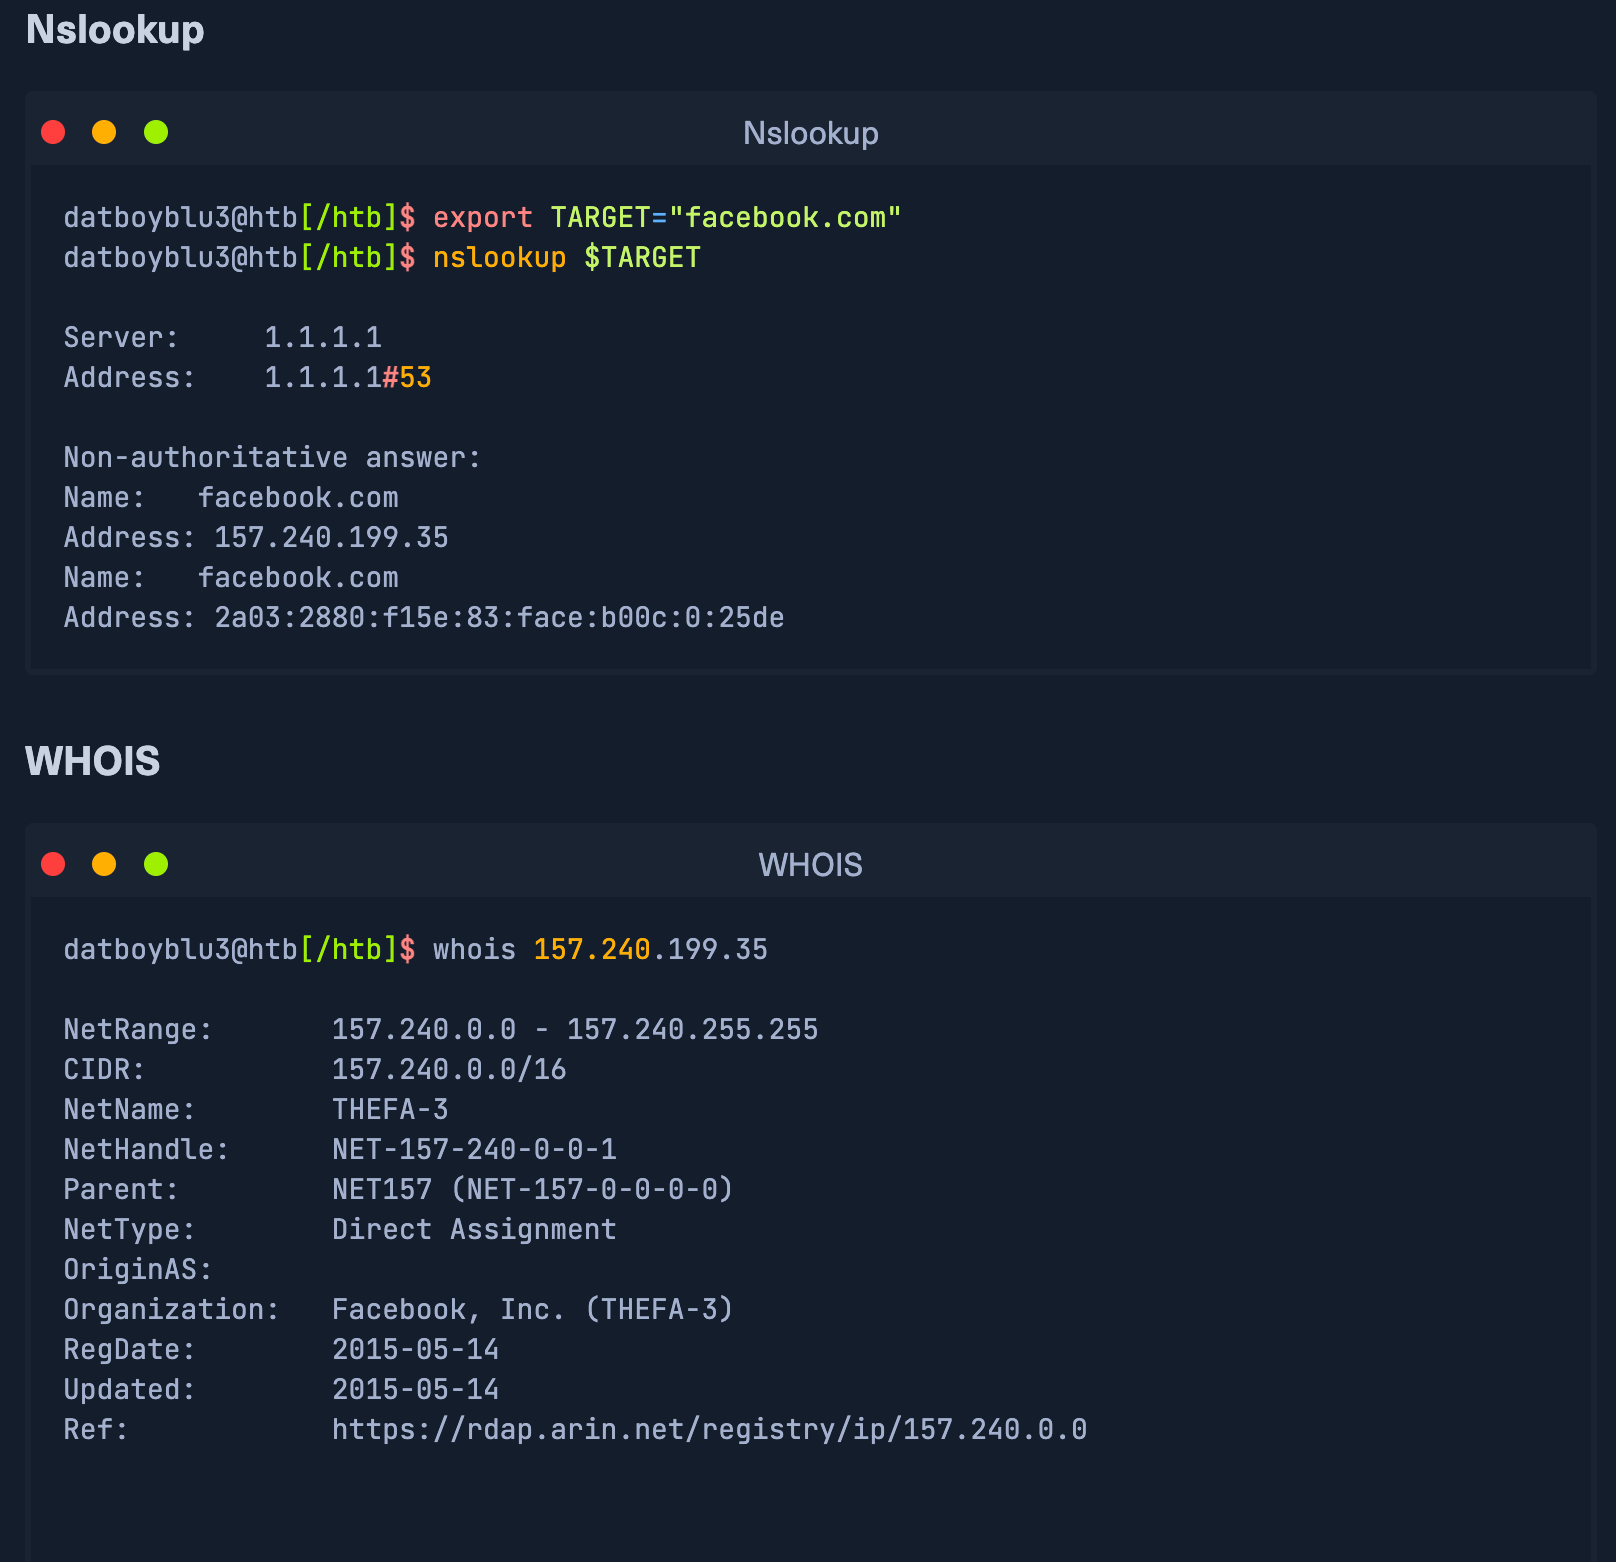 Nslookup
Nslookup
datboyblu3@htb[/htb]$ export TARGET="facebook.com"
datboyblu3@htb[/htb]$ nslookup $TARGET
Server:     1.1.1.1
Address:    1.1.1.1#53
Non-authoritative answer:
Name:   facebook.com
Address: 157.240.199.35
Name:   facebook.com
Address: 2a03:2880:f15e:83:face:b00c:0:25de
WHOIS
WHOIS
datboyblu3@htb[/htb]$ whois 157.240.199.35
NetRange:       157.240.0.0 - 157.240.255.255
CIDR:           157.240.0.0/16
NetName:        THEFA-3
NetHandle:      NET-157-240-0-0-1
Parent:         NET157 (NET-157-0-0-0-0)
NetType:        Direct Assignment
OriginAS:
Organization:   Facebook, Inc. (THEFA-3)
RegDate:        2015-05-14
Updated:        2015-05-14
Ref:            https://rdap.arin.net/registry/ip/157.240.0.0